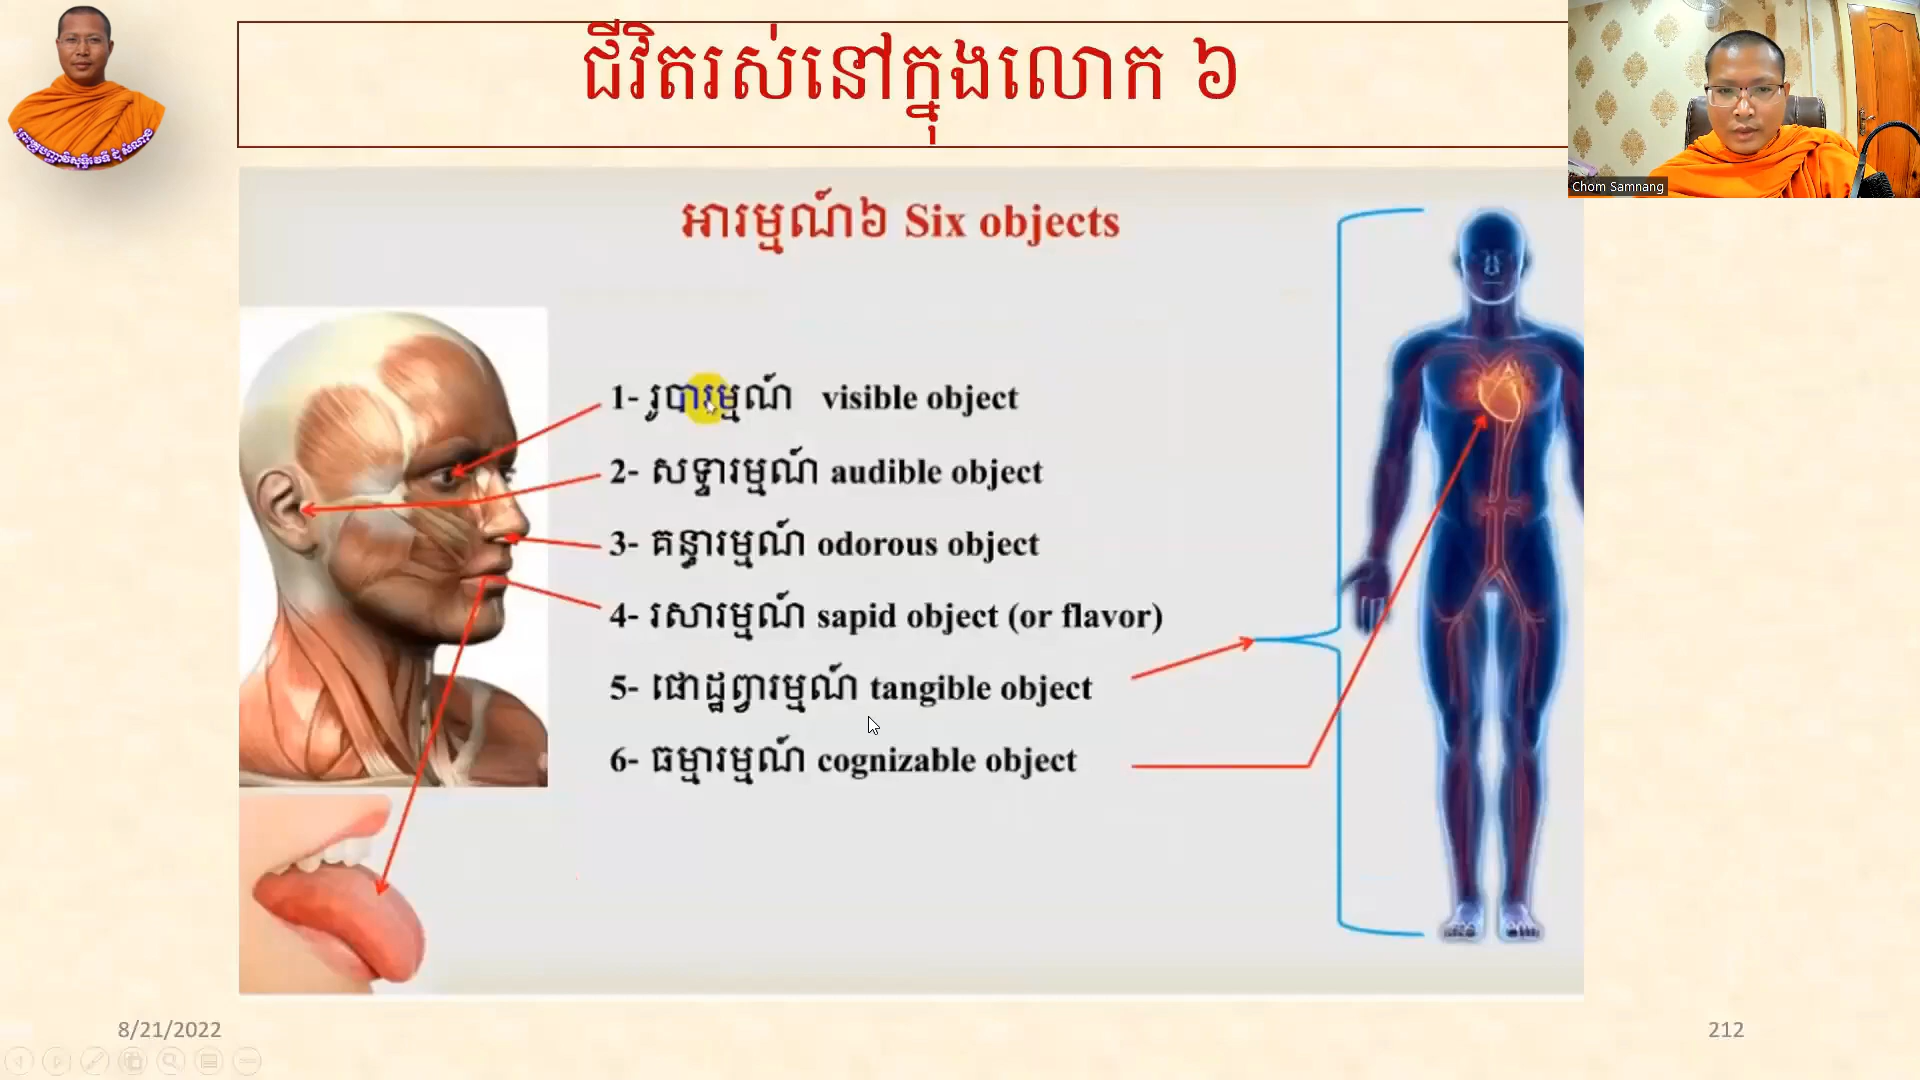 ជីវិតរស់នៅក្នុងលោក ៦
Chom Samnang
អារម្មណ៍៦ Six objects
1- រូបារម្មណ៍ visible object
2- សទ្ទារម្មណ៍ audible object
3- គន្ធារម្មណ៍ odorous object
4- រសារម្មណ៍ sapid object (or flavor)
5- ផោដ្ឋព្វារម្មណ៍ tangible object
6- ធម្មារម្មណ៍ cognizable object
8/21/2022
212